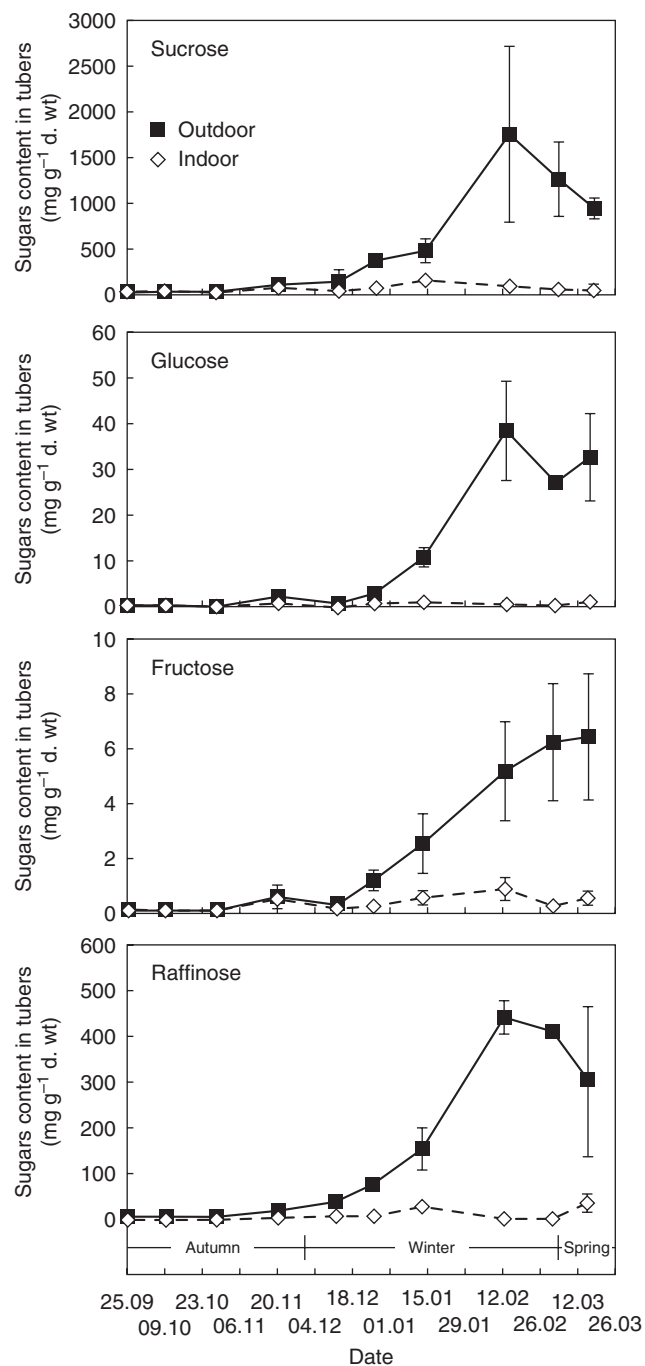 Sugars content in tubers
(mg g⁻¹ d. wt)
3000
2500
2000
1500
1000
500
0
Sucrose
Outdoor
Indoor
Sugars content in tubers
(mg g⁻¹ d. wt)
60
50
40
30
20
10
0
Glucose
Sugars content in tubers
(mg g⁻¹ d. wt)
10
8
6
4
2
0
Fructose
Sugars content in tubers
(mg g⁻¹ d. wt)
600
500
400
300
200
100
0
Raffinose
Autumn Winter Spring
25.09 23.10 20.11 18.12 15.01 12.02 12.03
09.10 06.11 04.12 01.01 29.01 26.02 26.03
Date